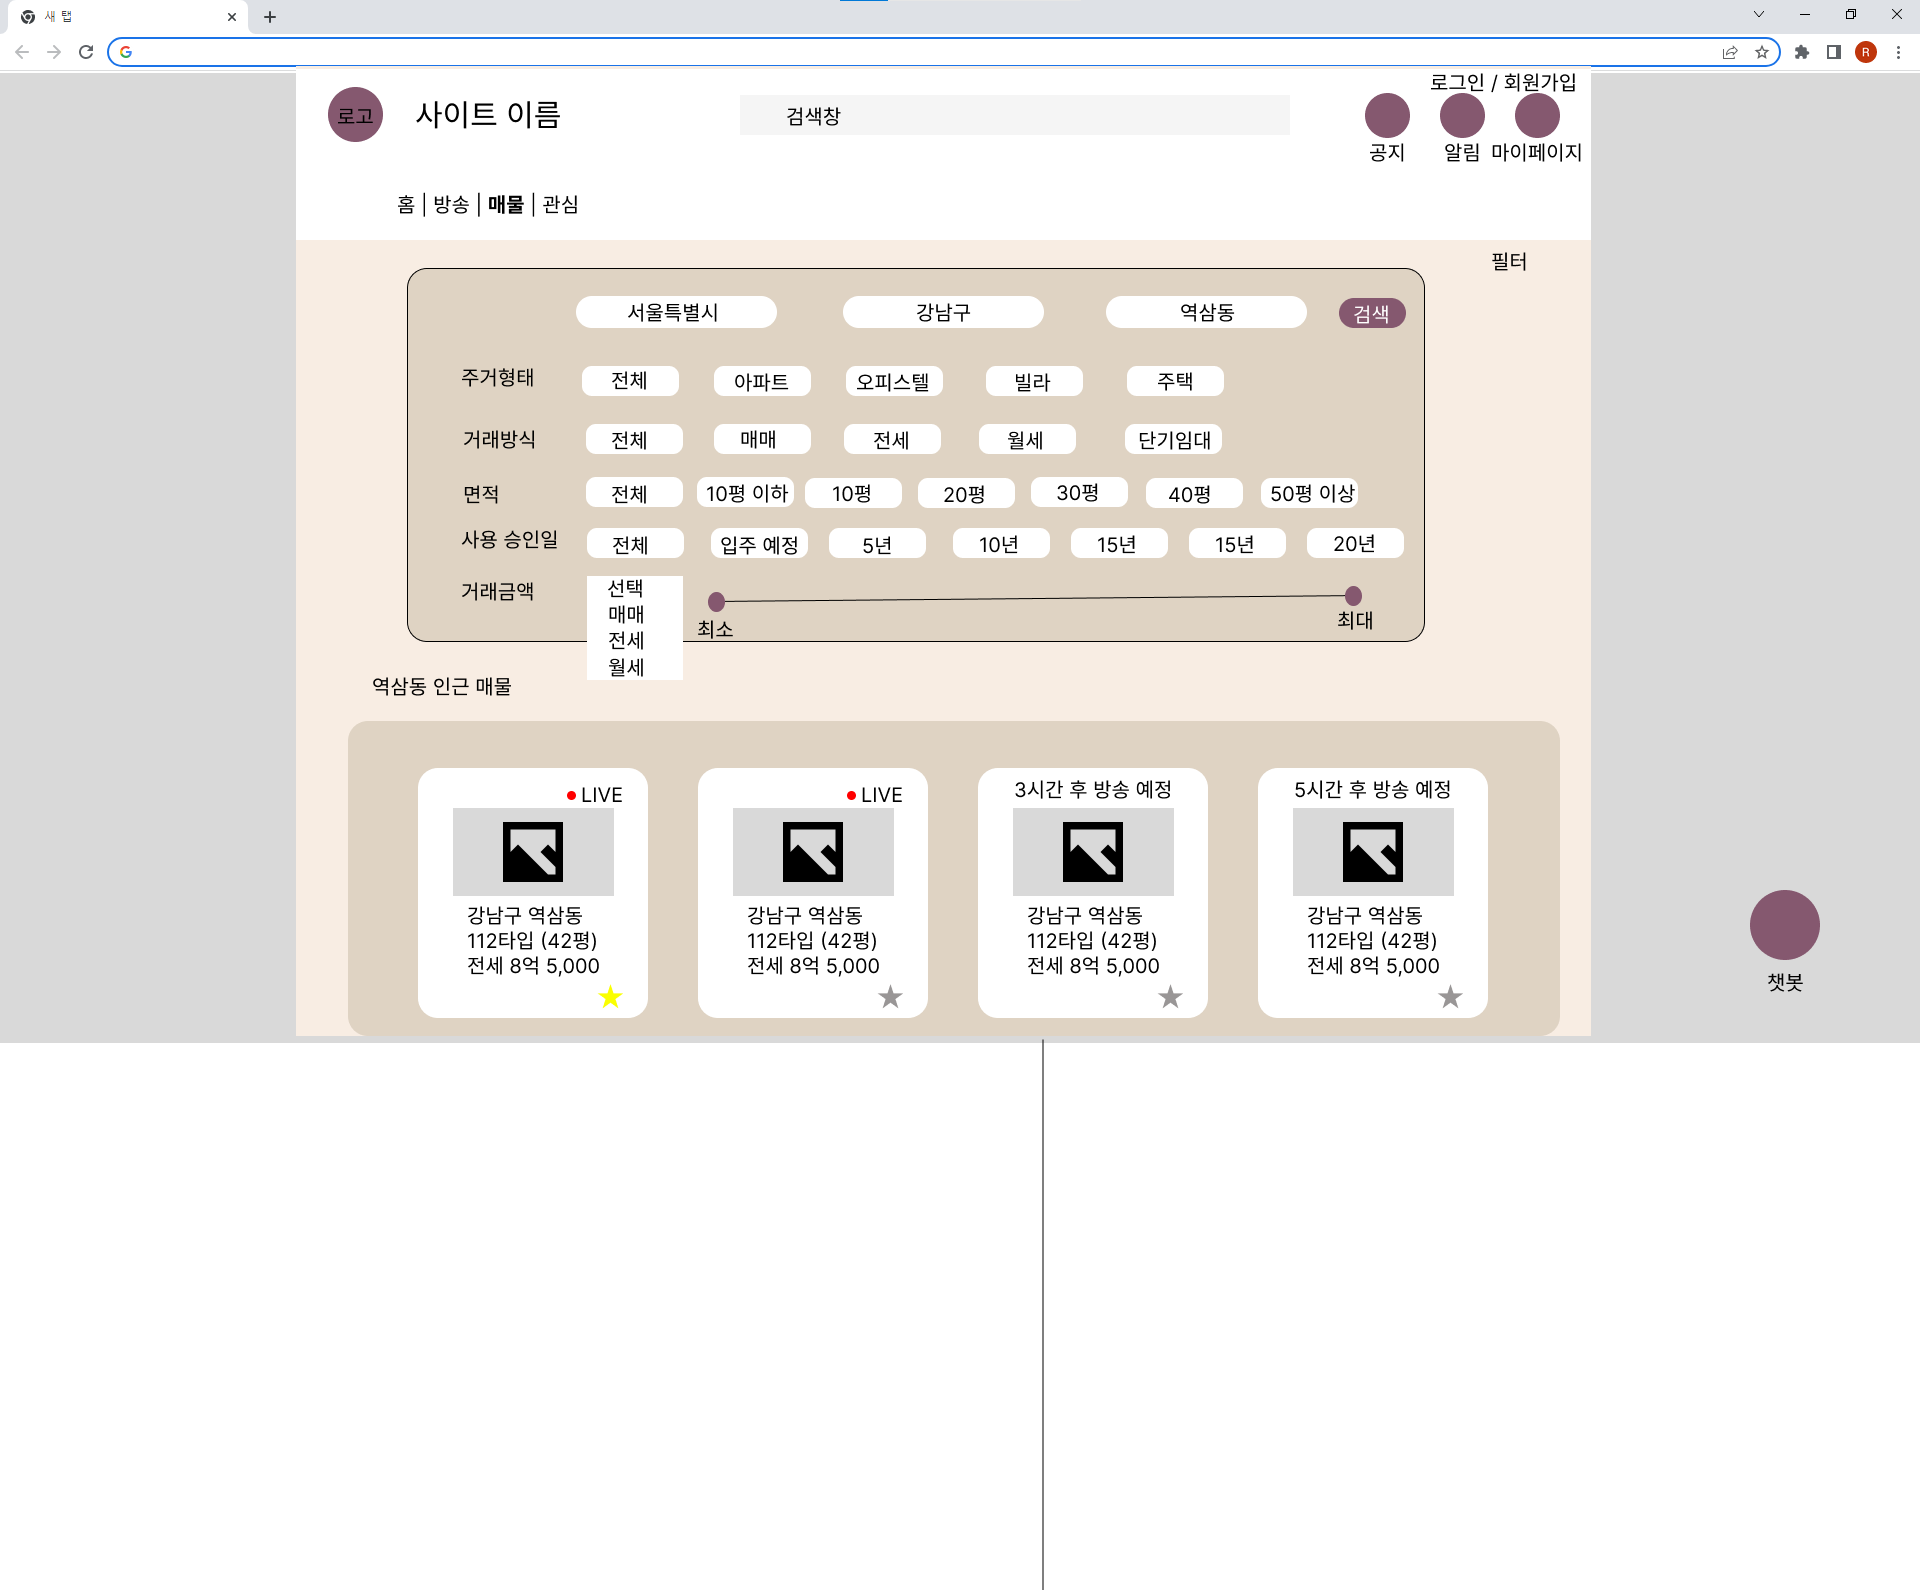 새 탭
R
로그인 / 회원가입
로고
사이트 이름
검색창
공지
알림
마이페이지
홈 | 방송 | 매물 | 관심
필터
서울특별시
강남구
역삼동
검색
주거형태
전체
아파트
오피스텔
빌라
주택
거래방식
전체
매매
전세
월세
단기임대
면적
전체
10평 이하
10평
20평
30평
40평
50평 이상
사용 승인일
전체
입주 예정
5년
10년
15년
15년
20년
거래금액
선택
매매
전세
월세
최소
최대
역삼동 인근 매물
LIVE
강남구 역삼동
112타입 (42평)
전세 8억 5,000
LIVE
강남구 역삼동
112타입 (42평)
전세 8억 5,000
3시간 후 방송 예정
강남구 역삼동
112타입 (42평)
전세 8억 5,000
5시간 후 방송 예정
강남구 역삼동
112타입 (42평)
전세 8억 5,000
챗봇